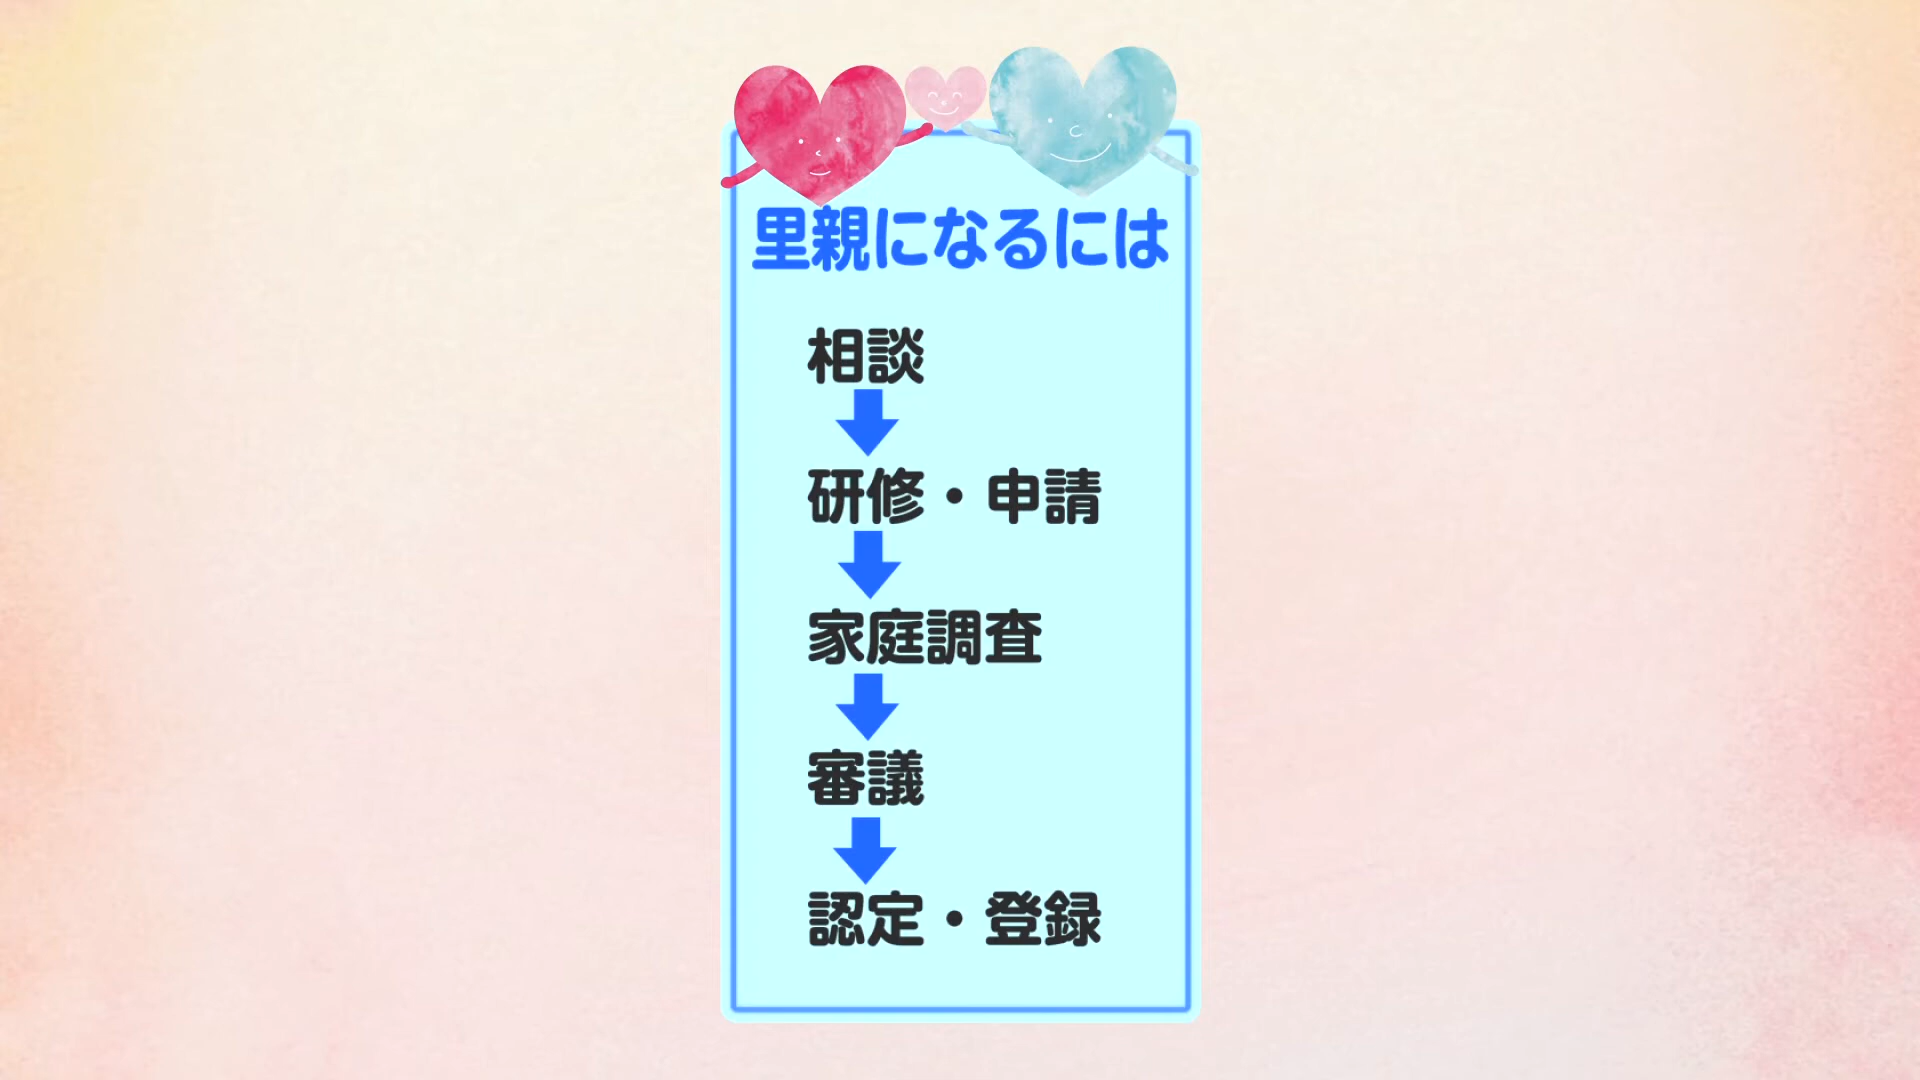 里親になるには
相談
研修・申請
家庭調査
審議
認定・登録